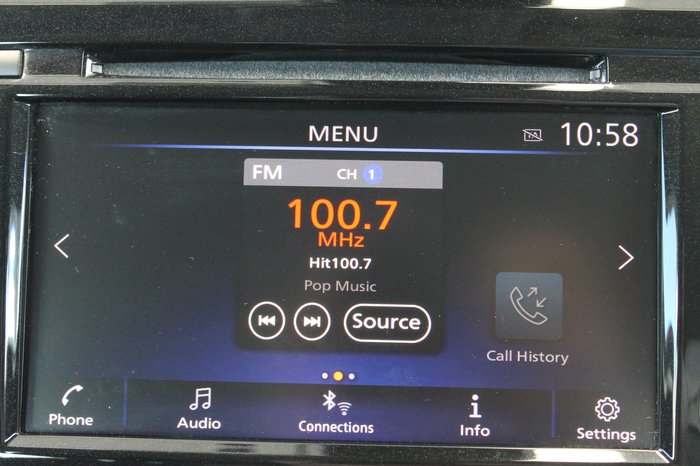 MENU
TA
10:58
FM CH 1
100.7
MHz
Hit100.7
Pop Music
Source
Call History
Phone
Audio
Connections
Info
Settings